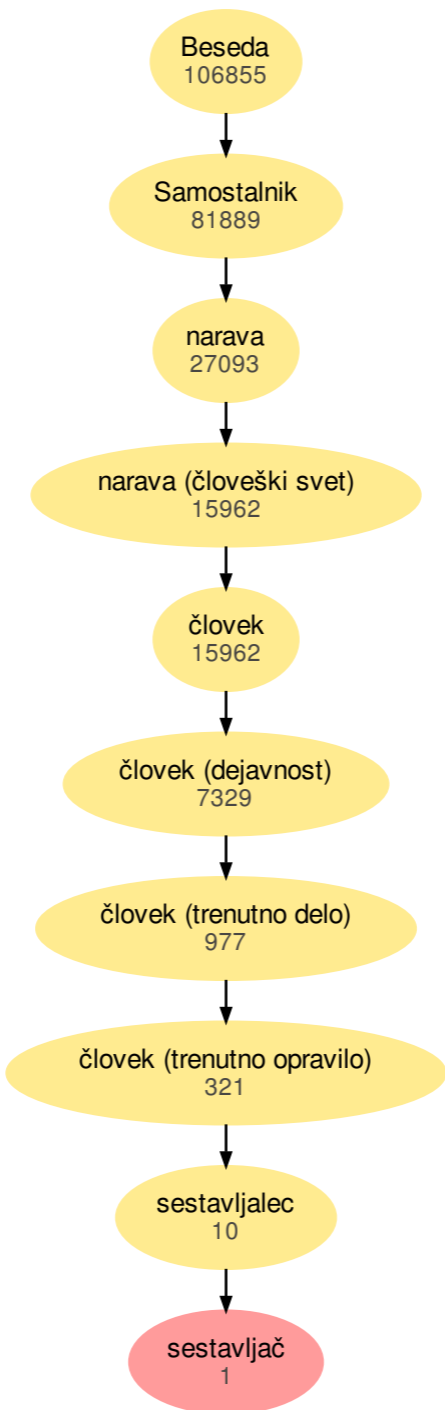 Beseda
106855
Samostalnik
81889
narava
27093
narava (človeški svet)
15962
človek
15962
človek (dejavnost)
7329
človek (trenutno delo)
977
človek (trenutno opravilo)
321
sestavljalec
10
sestavljač
1